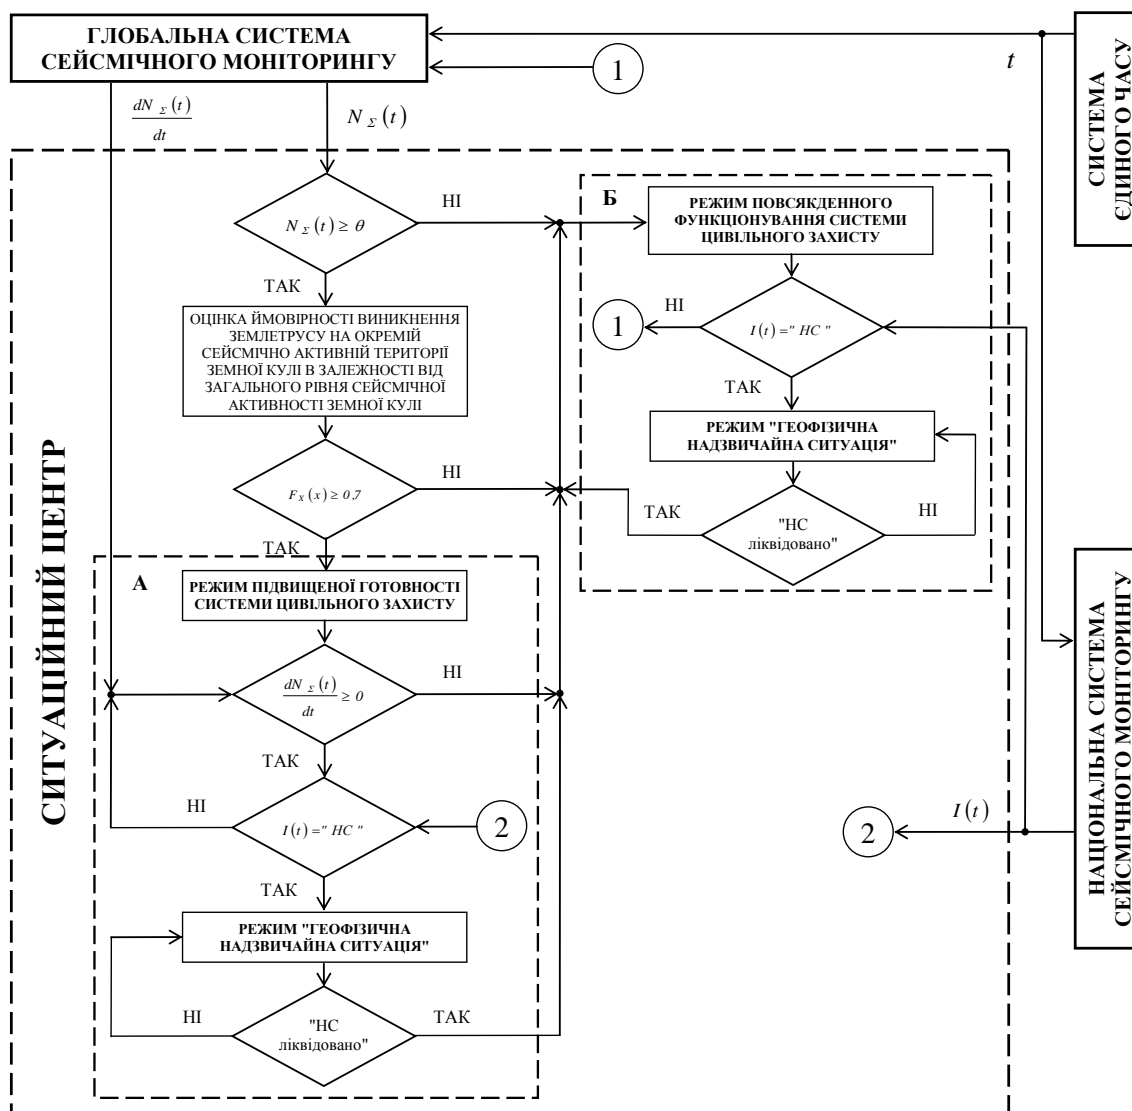 ГЛОБАЛЬНА СИСТЕМА
СЕЙСМІЧНОГО МОНІТОРИНГУ
1
t
СИСТЕМА
ЄДИНОГО ЧАСУ
dN_Σ(t)
dt
N_Σ(t)
СИТУАЦІЙНИЙ ЦЕНТР
N_Σ(t) ≥ θ
НІ
ТАК
ОЦІНКА ЙМОВІРНОСТІ ВИНИКНЕННЯ
ЗЕМЛЕТРУСУ НА ОКРЕМІЙ
СЕЙСМІЧНО АКТИВНІЙ ТЕРИТОРІЇ
ЗЕМНОЇ КУЛІ В ЗАЛЕЖНОСТІ ВІД
ЗАГАЛЬНОГО РІВНЯ СЕЙСМІЧНОЇ
АКТИВНОСТІ ЗЕМНОЇ КУЛІ
F_X(x) ≥ 0,7
НІ
ТАК
А
РЕЖИМ ПІДВИЩЕНОЇ ГОТОВНОСТІ
СИСТЕМИ ЦИВІЛЬНОГО ЗАХИСТУ
dN_Σ(t)
dt
≥ 0
НІ
ТАК
НІ
I(t) = " НС "
2
ТАК
РЕЖИМ "ГЕОФІЗИЧНА
НАДЗВИЧАЙНА СИТУАЦІЯ"
НІ
"НС
ліквідовано"
ТАК
Б
РЕЖИМ ПОВСЯКДЕННОГО
ФУНКЦІОНУВАННЯ СИСТЕМИ
ЦИВІЛЬНОГО ЗАХИСТУ
1
НІ
I(t) = " НС "
ТАК
РЕЖИМ "ГЕОФІЗИЧНА
НАДЗВИЧАЙНА СИТУАЦІЯ"
ТАК
"НС
ліквідовано"
НІ
2
I(t)
НАЦІОНАЛЬНА СИСТЕМА
СЕЙСМІЧНОГО МОНІТОРИНГУ